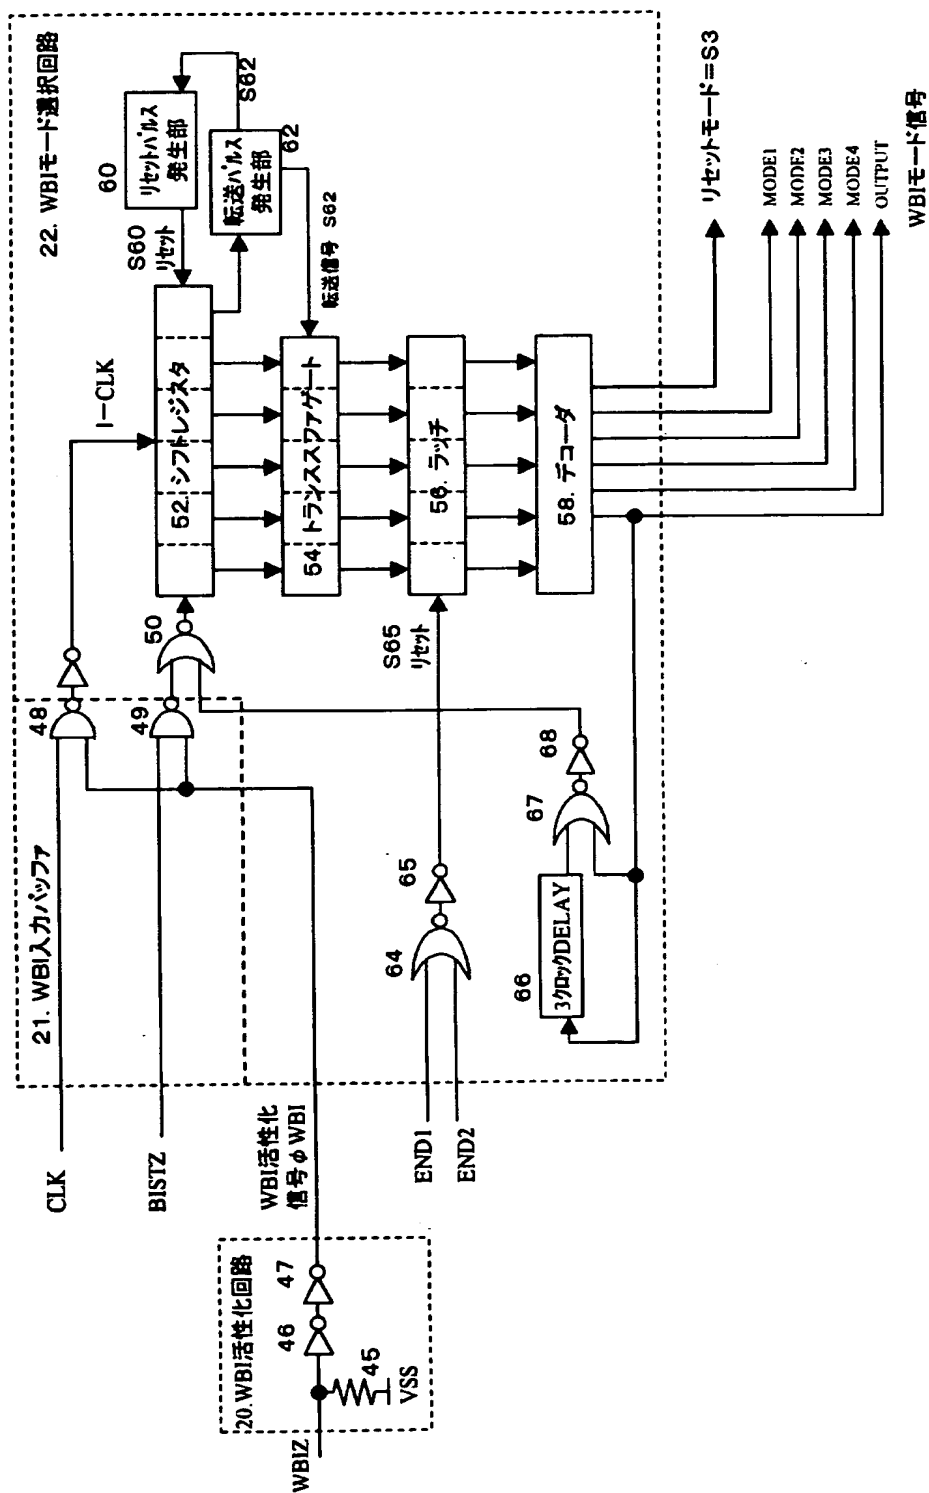 22. WBIモード選択回路
60
リセットパルス
発生部
S62
転送パルス
発生部
62
S60
リセット
転送信号 S62
I-CLK
52. シフトレジスタ
54. トランススファゲート
56. ラッチ
58. デコーダ
リセットモード=S3
MODE1
MODE2
MODE3
MODE4
OUTPUT
WBIモード信号
48
49
50
S65
リセット
21. WBI入力バッファ
64
65
66
3クロックDELAY
67
68
CLK
BISTZ
WBI活性化
信号φWBI
END1
END2
20.WBI活性化回路
46
47
45
VSS
WBIZ